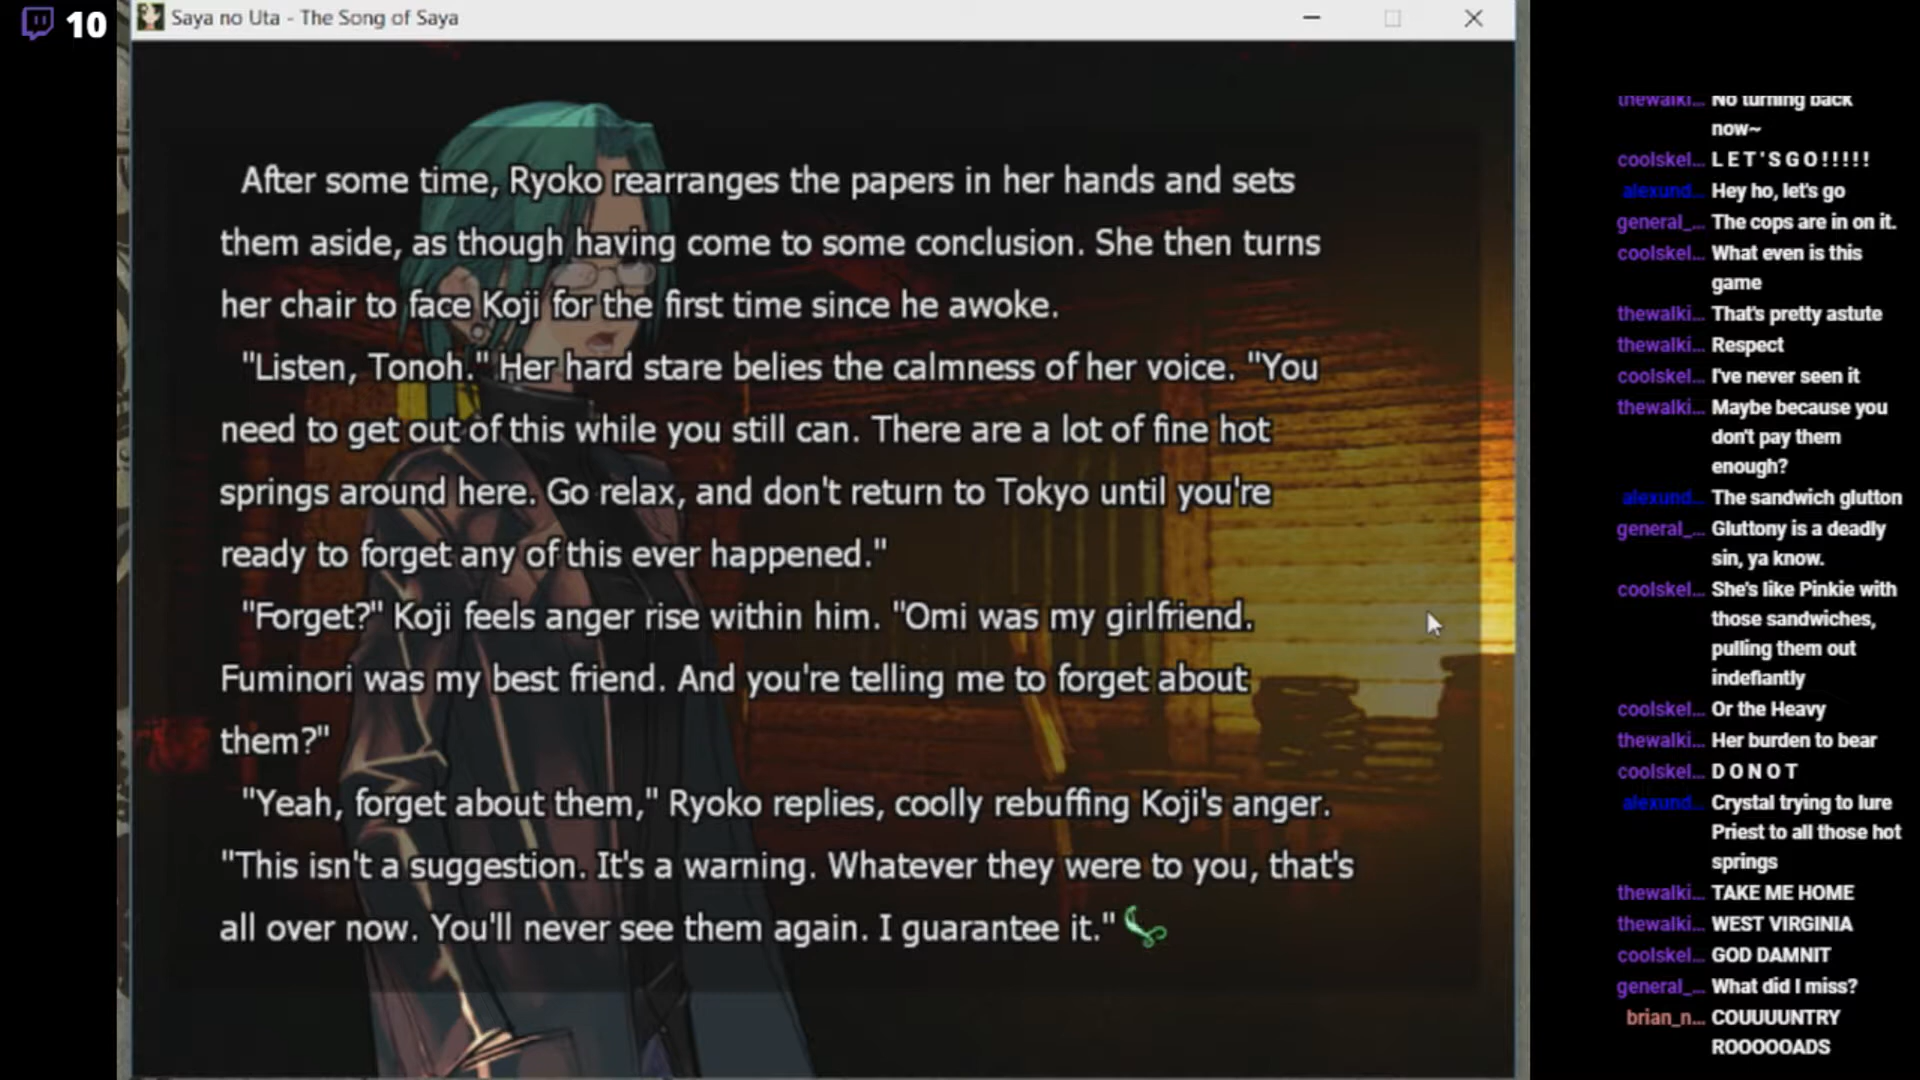 10
Saya no Uta - The Song of Saya
After some time, Ryoko rearranges the papers in her hands and sets
them aside, as though having come to some conclusion. She then turns
her chair to face Koji for the first time since he awoke.
"Listen, Tonoh." Her hard stare belies the calmness of her voice. "You
need to get out of this while you still can. There are a lot of fine hot
springs around here. Go relax, and don't return to Tokyo until you're
ready to forget any of this ever happened."
"Forget?" Koji feels anger rise within him. "Omi was my girlfriend.
Fuminori was my best friend. And you're telling me to forget about
them?"
"Yeah, forget about them," Ryoko replies, coolly rebuffing Koji's anger.
"This isn't a suggestion. It's a warning. Whatever they were to you, that's
all over now. You'll never see them again. I guarantee it."
thewalki... No turning back
now~
coolskel... L E T ' S G O ! ! ! ! !
alexund... Hey ho, let's go
general_... The cops are in on it.
coolskel... What even is this
game
thewalki... That's pretty astute
thewalki... Respect
coolskel... I've never seen it
thewalki... Maybe because you
don't pay them
enough?
alexund... The sandwich glutton
general_... Gluttony is a deadly
sin, ya know.
coolskel... She's like Pinkie with
those sandwiches,
pulling them out
indefiantly
coolskel... Or the Heavy
thewalki... Her burden to bear
coolskel... D O N O T
alexund... Crystal trying to lure
Priest to all those hot
springs
thewalki... TAKE ME HOME
thewalki... WEST VIRGINIA
coolskel... GOD DAMNIT
general_... What did I miss?
brian_n... COUUUUNTRY
ROOOOOADS